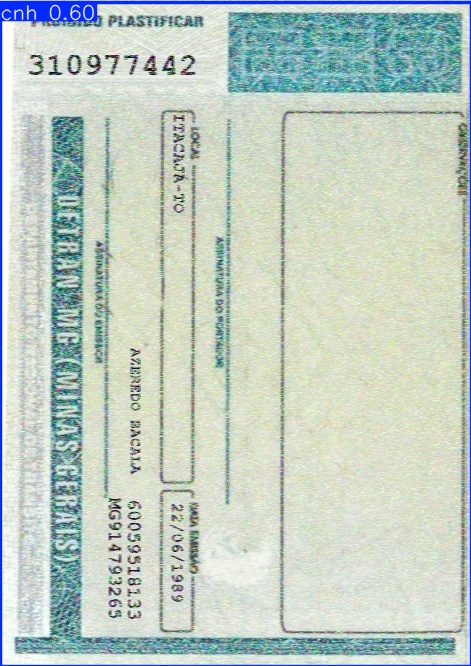 cnh 0.60
PROIBIDO PLASTIFICAR
310977442
OBSERVAÇÕES
ASSINATURA DO PORTADOR
LOCAL
ITACAJÁ-TO
DATA EMISSÃO
22/06/1989
ASSINATURA DO EMISSOR
AZEREDO BACALA
60059518133
MG914793265
DETRAN-MG (MINAS GERAIS)